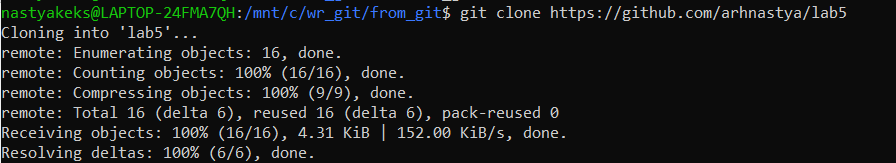 nastyakeks@LAPTOP-24FMA7QH:/mnt/c/wr_git/from_git$ git clone https://github.com/arhnastya/lab5
Cloning into 'lab5'...
remote: Enumerating objects: 16, done.
remote: Counting objects: 100% (16/16), done.
remote: Compressing objects: 100% (9/9), done.
remote: Total 16 (delta 6), reused 16 (delta 6), pack-reused 0
Receiving objects: 100% (16/16), 4.31 KiB | 152.00 KiB/s, done.
Resolving deltas: 100% (6/6), done.